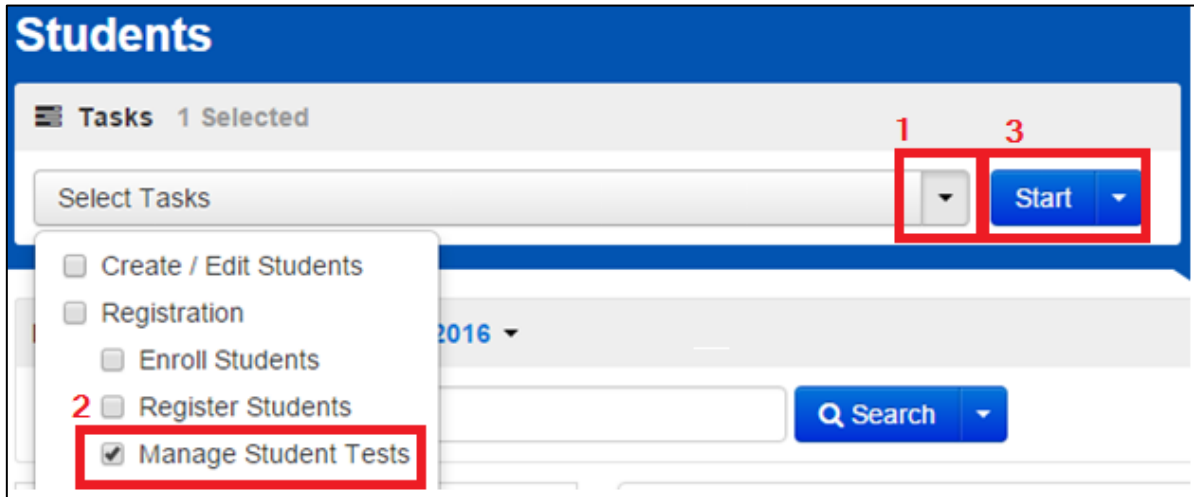 Students
Tasks 1 Selected
1 3
Select Tasks Start
Create / Edit Students
Registration
2016
Enroll Students
2 Register Students
Search
Manage Student Tests